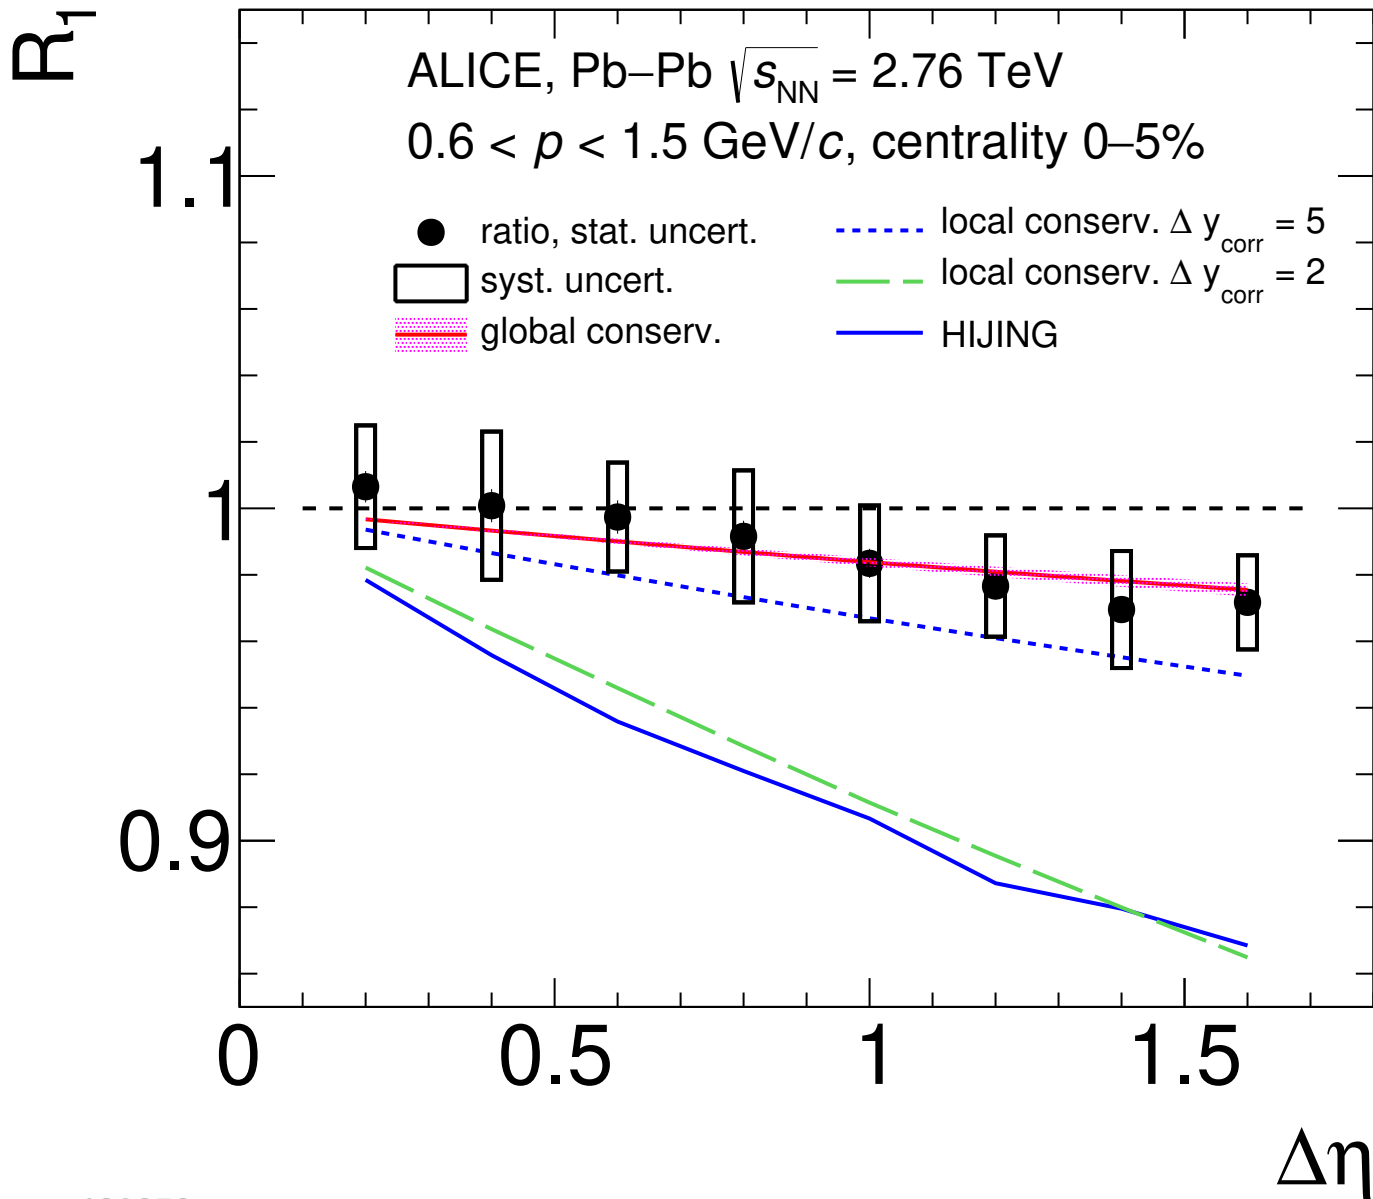 R1
ALICE, Pb–Pb √sNN = 2.76 TeV
0.6 < p < 1.5 GeV/c, centrality 0–5%
ratio, stat. uncert.
syst. uncert.
global conserv.
local conserv. Δ ycorr = 5
local conserv. Δ ycorr = 2
HIJING
1.1
1
0.9
0 0.5 1 1.5
Δη